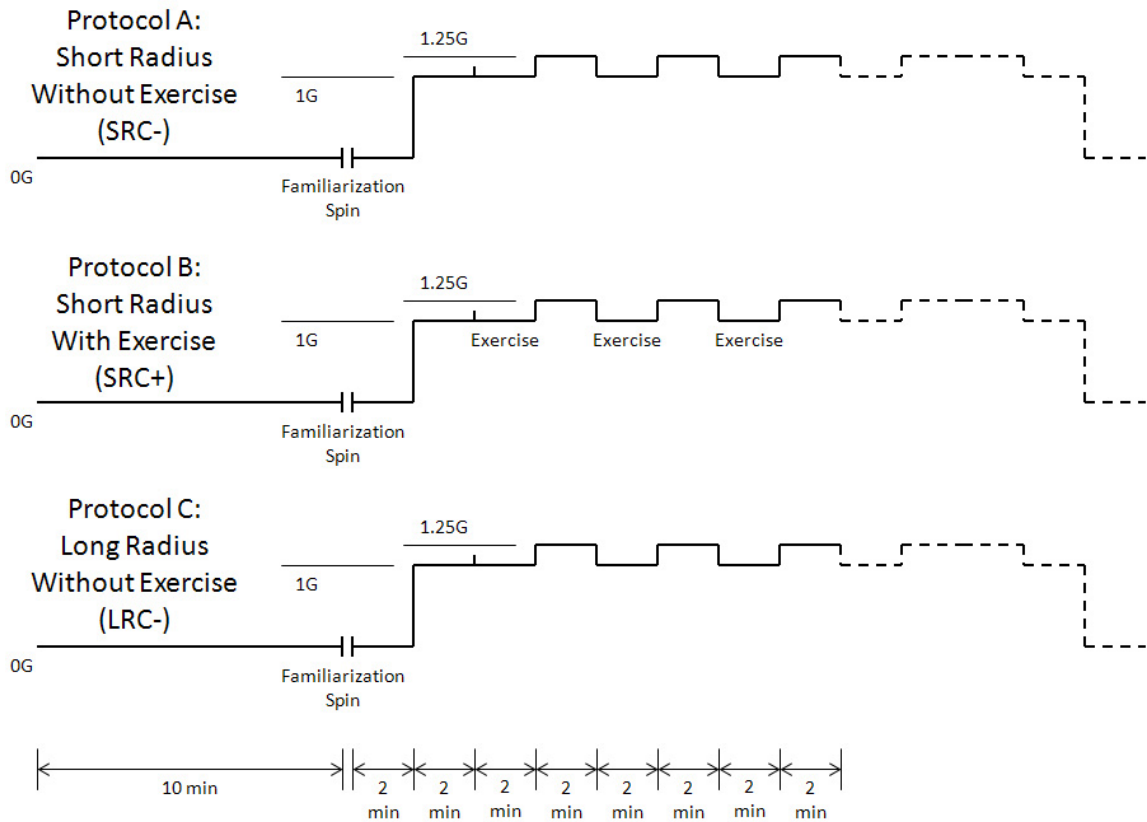 Protocol A:
Short Radius
Without Exercise
(SRC-)
1.25G
1G
0G
Familiarization
Spin
Protocol B:
Short Radius
With Exercise
(SRC+)
1.25G
1G
Exercise Exercise Exercise
0G
Familiarization
Spin
Protocol C:
Long Radius
Without Exercise
(LRC-)
1.25G
1G
0G
Familiarization
Spin
10 min
2 min
2 min
2 min
2 min
2 min
2 min
2 min
2 min